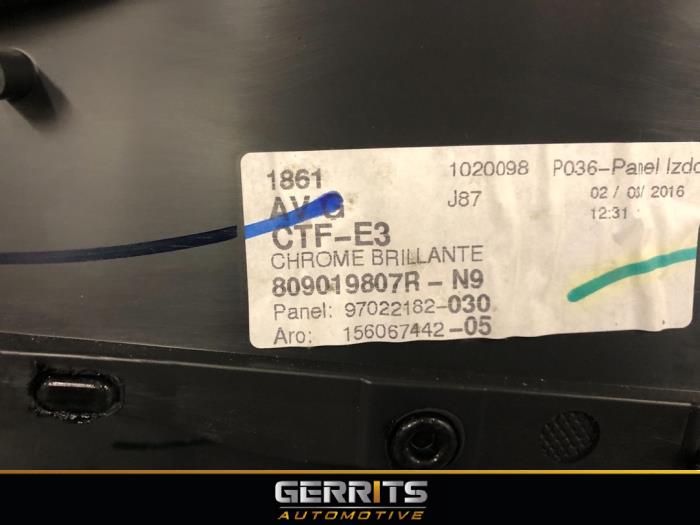 1861 1020098 P036-Panel Izdo
AV G J87 02/03/2016
CTF-E3 12:31
CHROME BRILLANTE
809019807R - N9
Panel: 97022182-030
Aro: 156067442-05
GERRITS
AUTOMOTIVE